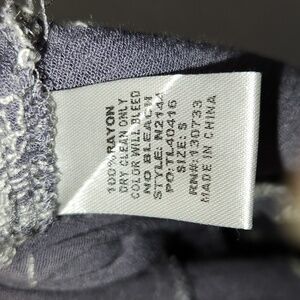 100% RAYON
DRY CLEAN ONLY
COLOR WILL BLEED
NO BLEACH
STYLE: N2144
PO:TL40416
SIZE: S
RN#:130733
MADE IN CHINA